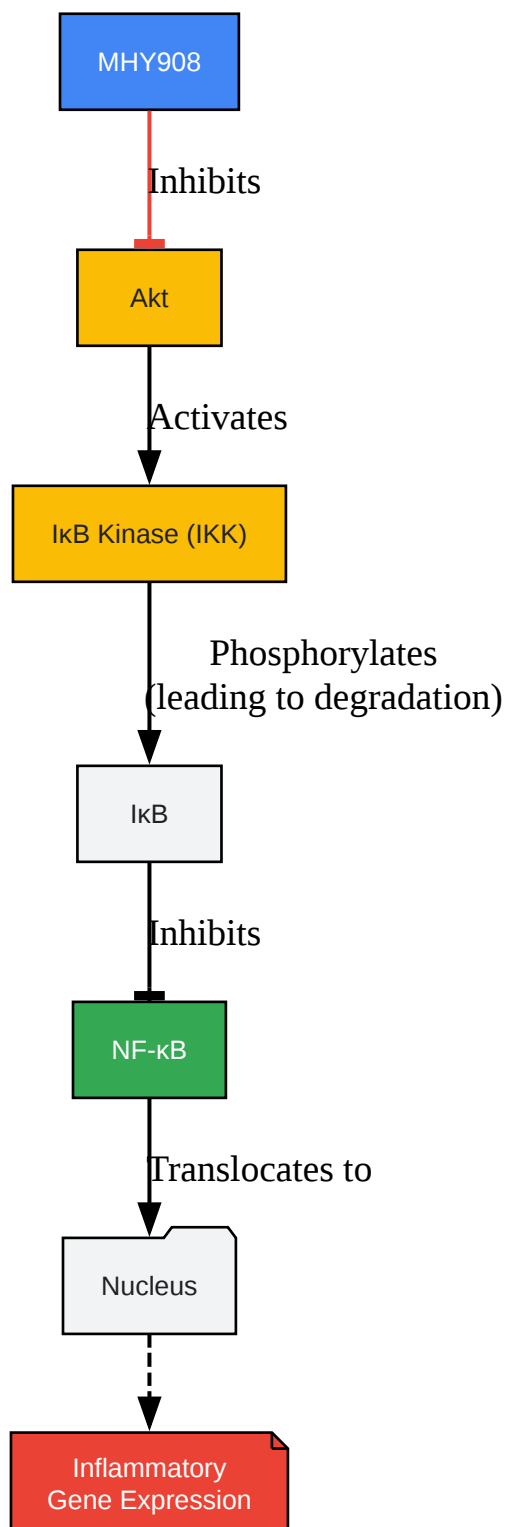 MHY908
Inhibits
Akt
Activates
IκB Kinase (IKK)
Phosphorylates
(leading to degradation)
IκB
Inhibits
NF-κB
Translocates to
Nucleus
Inflammatory
Gene Expression